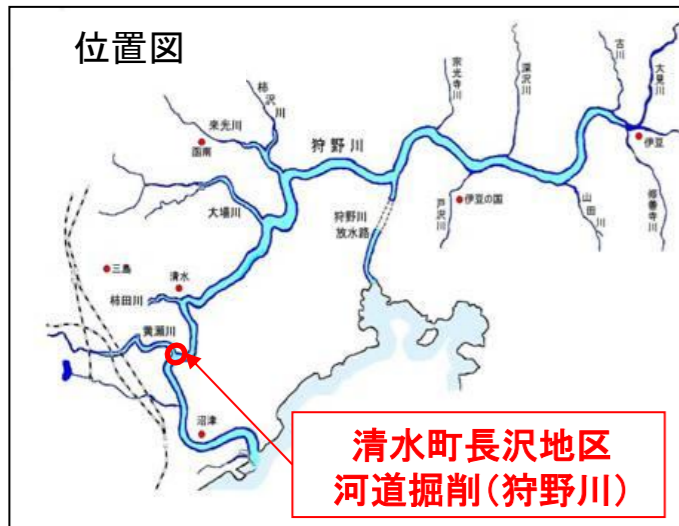 位置図
柿沢川
来光川
函南
狩野川
宗光寺川
深沢川
古川
大見川
伊豆
修善寺川
山田川
伊豆の国
戸沢川
狩野川
放水路
大場川
三島
清水
柿田川
黄瀬川
沼津
清水町長沢地区
河道掘削(狩野川)